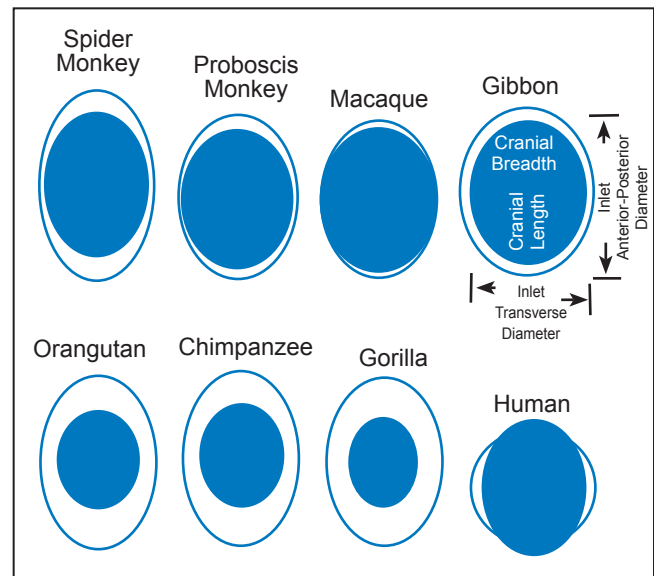 Spider
Monkey
Proboscis
Monkey
Macaque
Gibbon
Cranial
Breadth
Cranial
Length
Inlet
Anterior-Posterior
Diameter
Inlet
Transverse
Diameter
Orangutan
Chimpanzee
Gorilla
Human